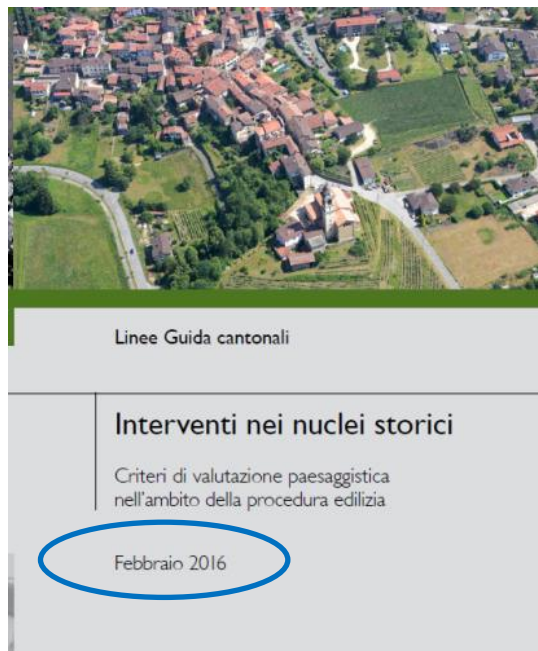 Linee Guida cantonali
Interventi nei nuclei storici
Criteri di valutazione paesaggistica
nell'ambito della procedura edilizia
Febbraio 2016